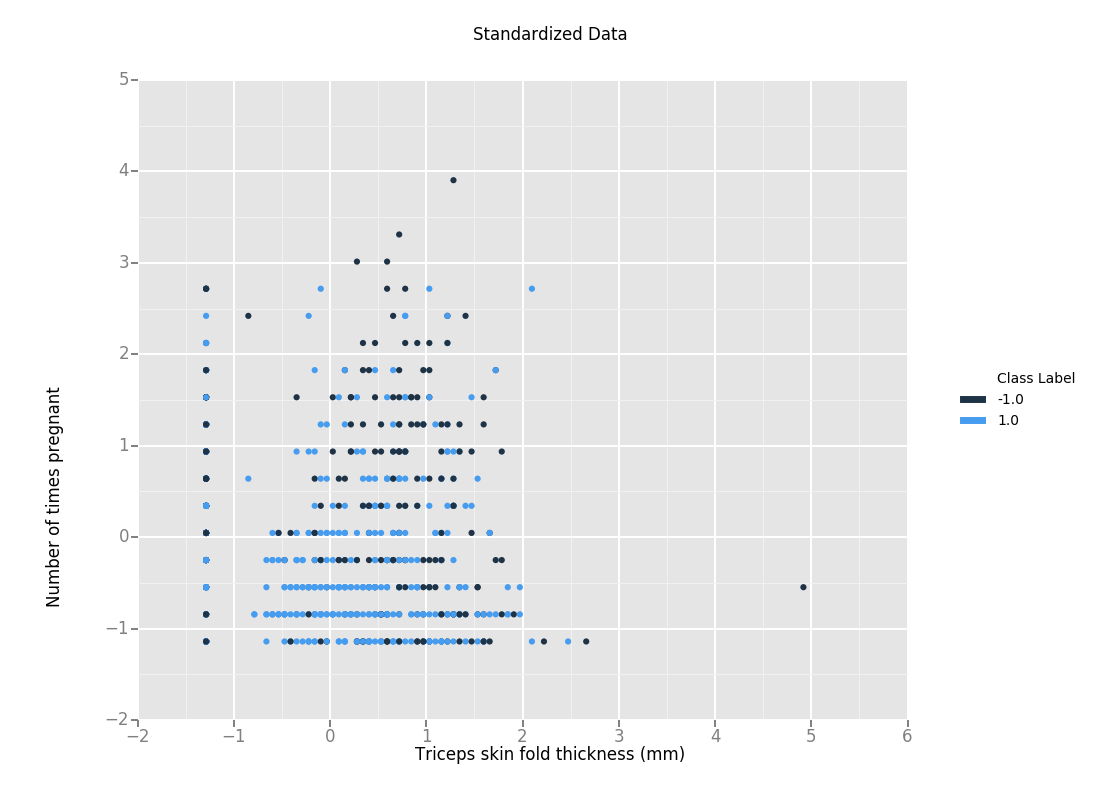 Standardized Data
5
4
3
2
1
0
−1
−2
Number of times pregnant
−2 −1 0 1 2 3 4 5 6
Triceps skin fold thickness (mm)
Class Label
-1.0
1.0